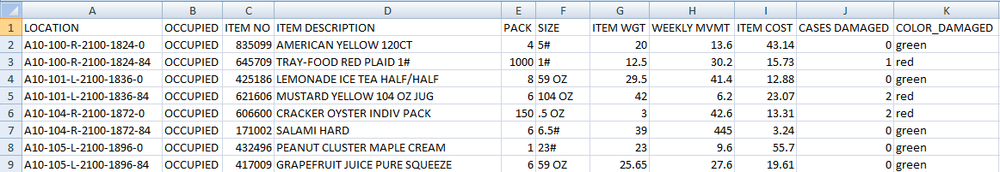 A B C D E F G H I J K
1 LOCATION OCCUPIED ITEM NO ITEM DESCRIPTION PACK SIZE ITEM WGT WEEKLY MVMT ITEM COST CASES DAMAGED COLOR_DAMAGED
2 A10-100-R-2100-1824-0 OCCUPIED 835099 AMERICAN YELLOW 120CT 4 5# 20 13.6 43.14 0 green
3 A10-100-R-2100-1824-84 OCCUPIED 645709 TRAY-FOOD RED PLAID 1# 1000 1# 12.5 30.2 15.73 1 red
4 A10-101-L-2100-1836-0 OCCUPIED 425186 LEMONADE ICE TEA HALF/HALF 8 59 OZ 29.5 41.4 12.88 0 green
5 A10-101-L-2100-1836-84 OCCUPIED 621606 MUSTARD YELLOW 104 OZ JUG 6 104 OZ 42 6.2 23.07 2 red
6 A10-104-R-2100-1872-0 OCCUPIED 606600 CRACKER OYSTER INDIV PACK 150 .5 OZ 3 42.6 13.31 2 red
7 A10-104-R-2100-1872-84 OCCUPIED 171002 SALAMI HARD 6 6.5# 39 445 3.24 0 green
8 A10-105-L-2100-1896-0 OCCUPIED 432496 PEANUT CLUSTER MAPLE CREAM 1 23# 23 9.6 55.7 0 green
9 A10-105-L-2100-1896-84 OCCUPIED 417009 GRAPEFRUIT JUICE PURE SQUEEZE 6 59 OZ 25.65 27.6 19.61 0 green